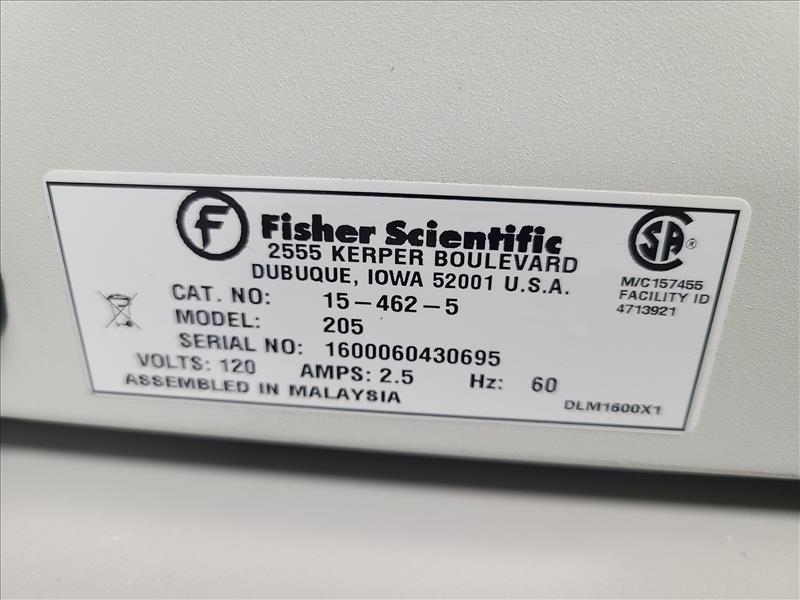 F Fisher Scientific
2555 KERPER BOULEVARD
DUBUQUE, IOWA 52001 U.S.A.
CAT. NO: 15-462-5
MODEL: 205
SERIAL NO: 1600060430695
VOLTS: 120 AMPS: 2.5 Hz: 60
ASSEMBLED IN MALAYSIA
SA ®
M/C157455
FACILITY ID
4713921
DLM1600X1